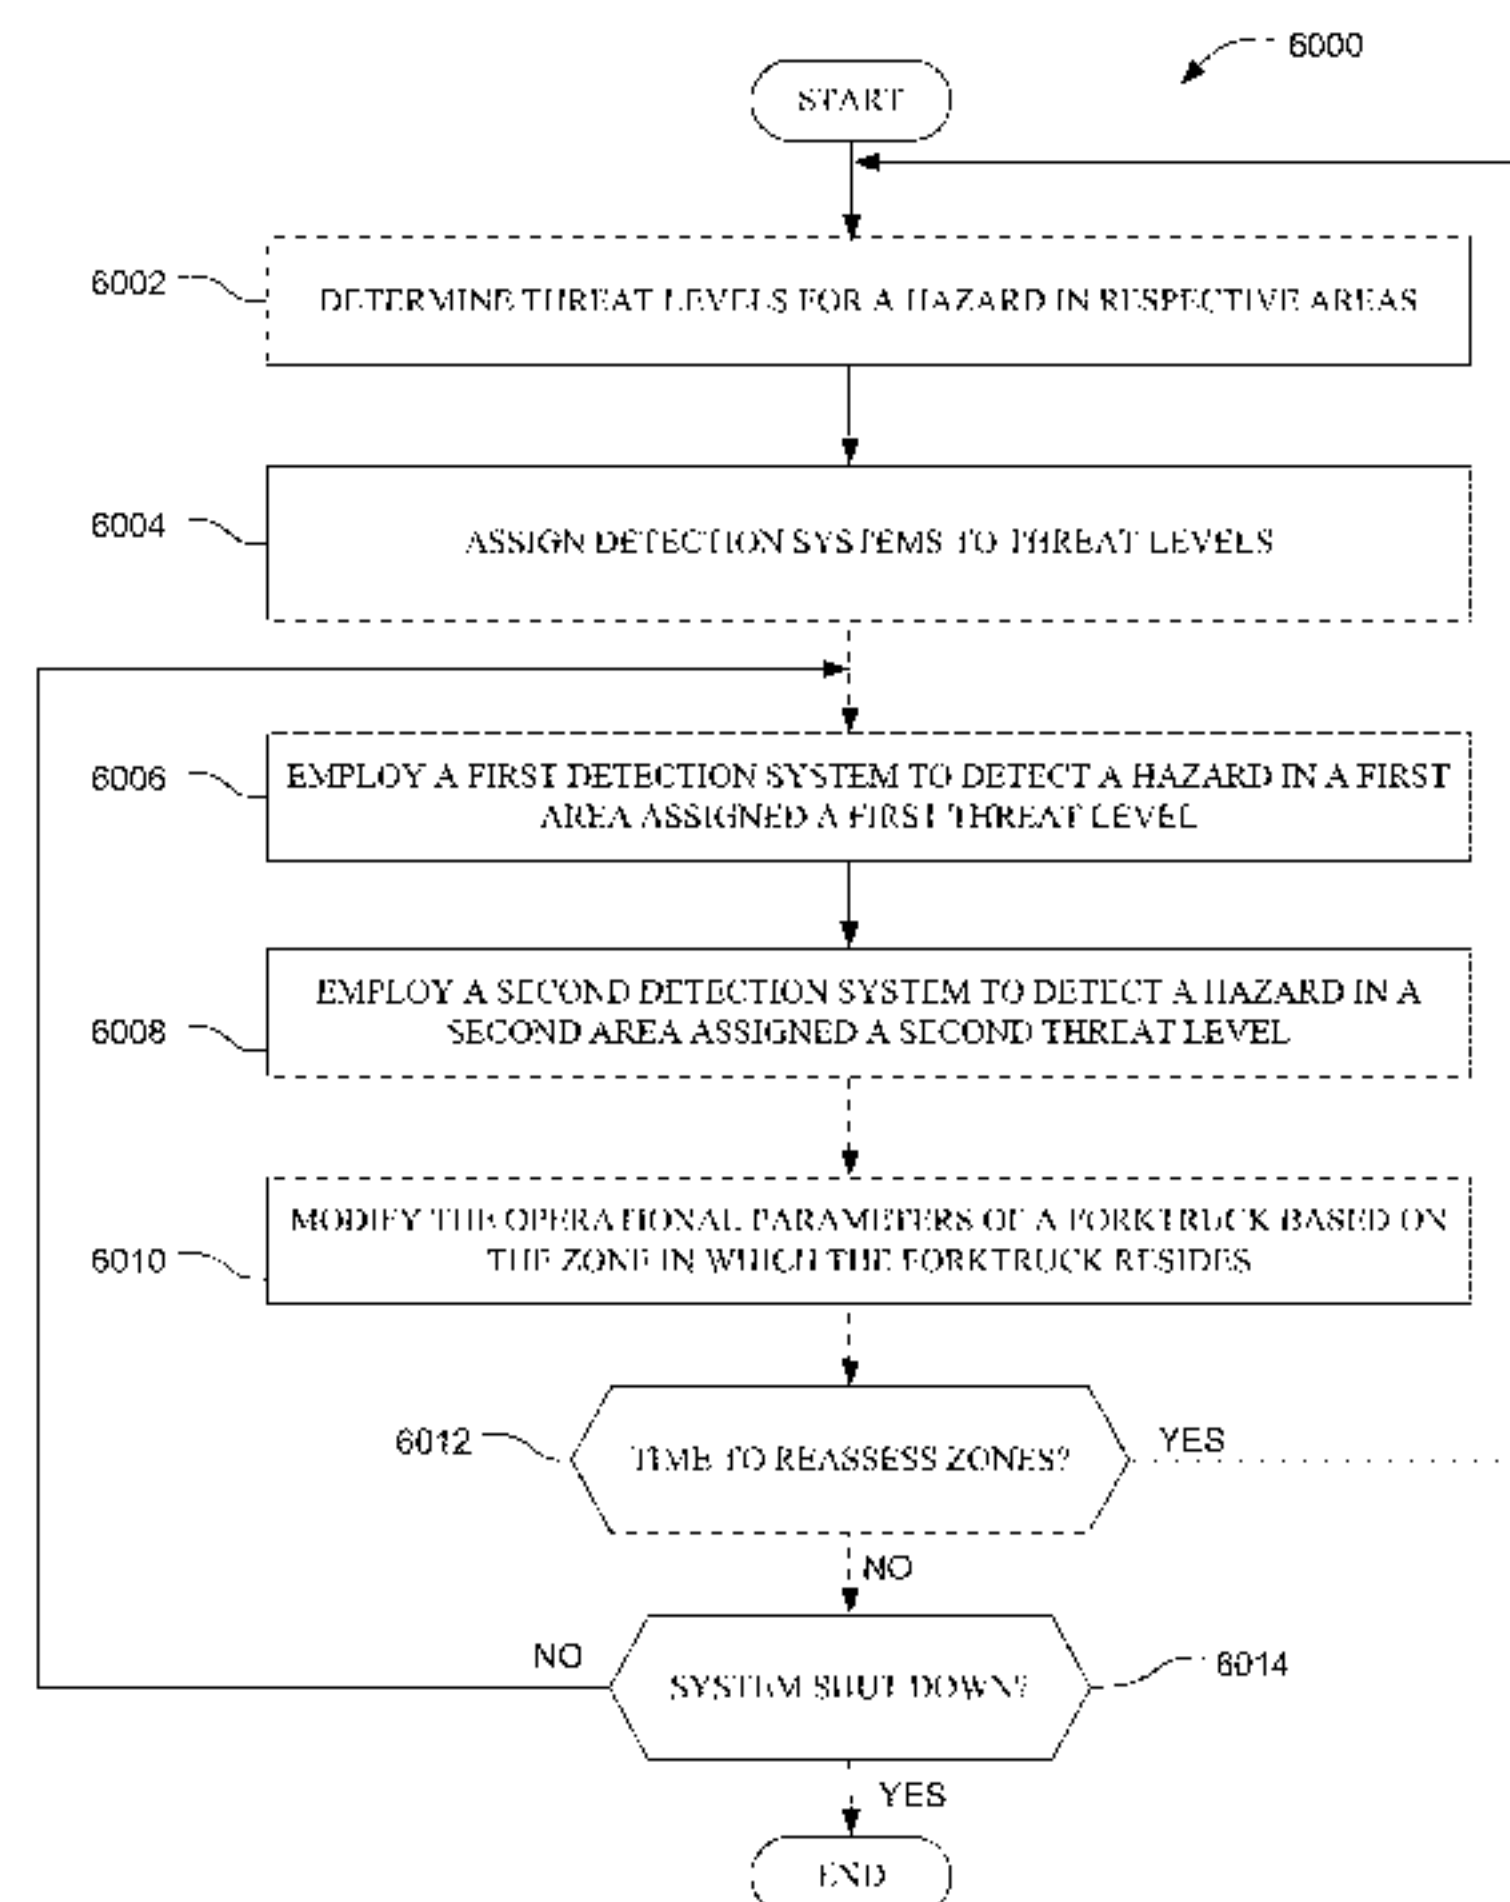 6000
START
6002
DETERMINE THREAT LEVELS FOR A HAZARD IN RESPECTIVE AREAS
6004
ASSIGN DETECTION SYSTEMS TO THREAT LEVELS
6006
EMPLOY A FIRST DETECTION SYSTEM TO DETECT A HAZARD IN A FIRST
AREA ASSIGNED A FIRST THREAT LEVEL
6008
EMPLOY A SECOND DETECTION SYSTEM TO DETECT A HAZARD IN A
SECOND AREA ASSIGNED A SECOND THREAT LEVEL
6010
MODIFY THE OPERATIONAL PARAMETERS OF A FORKTRUCK BASED ON
THE ZONE IN WHICH THE FORKTRUCK RESIDES
6012
TIME TO REASSESS ZONES?
YES
NO
NO
SYSTEM SHUT DOWN?
6014
YES
END